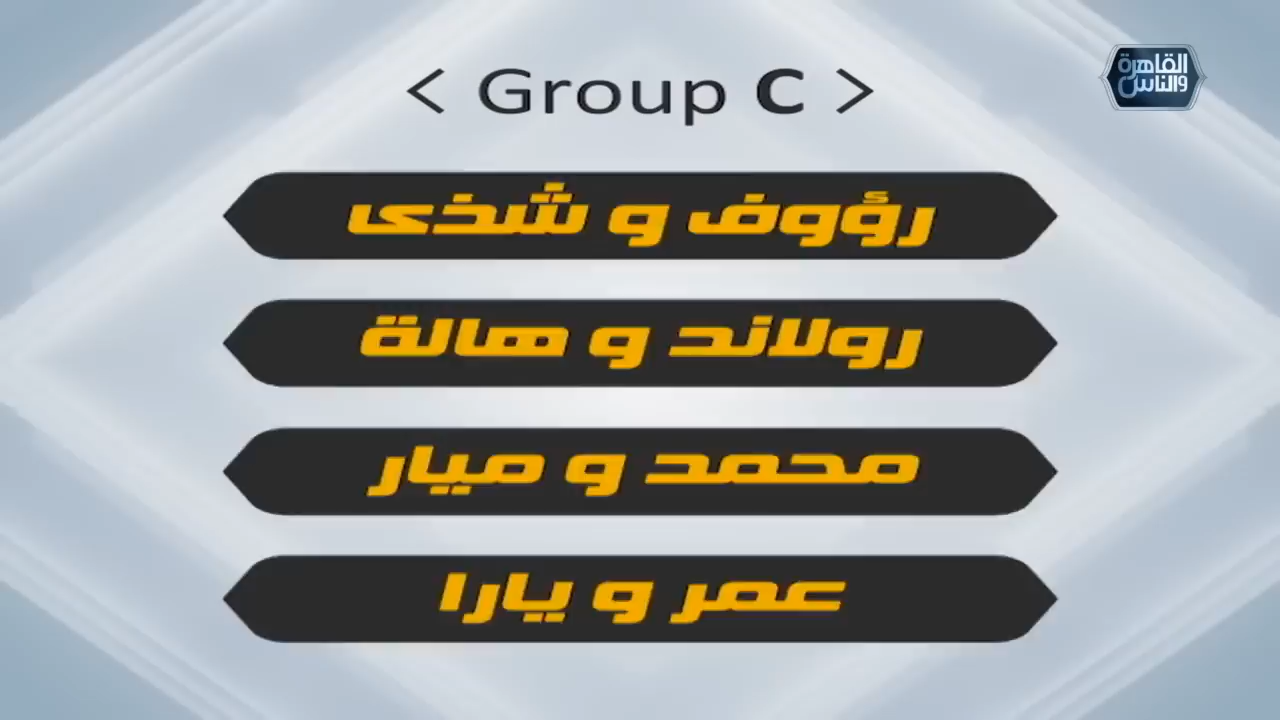 < Group C >
القاهرة
والناس
رؤوف و شذى
رولاند و هالة
محمد و ميار
عمر و يارا